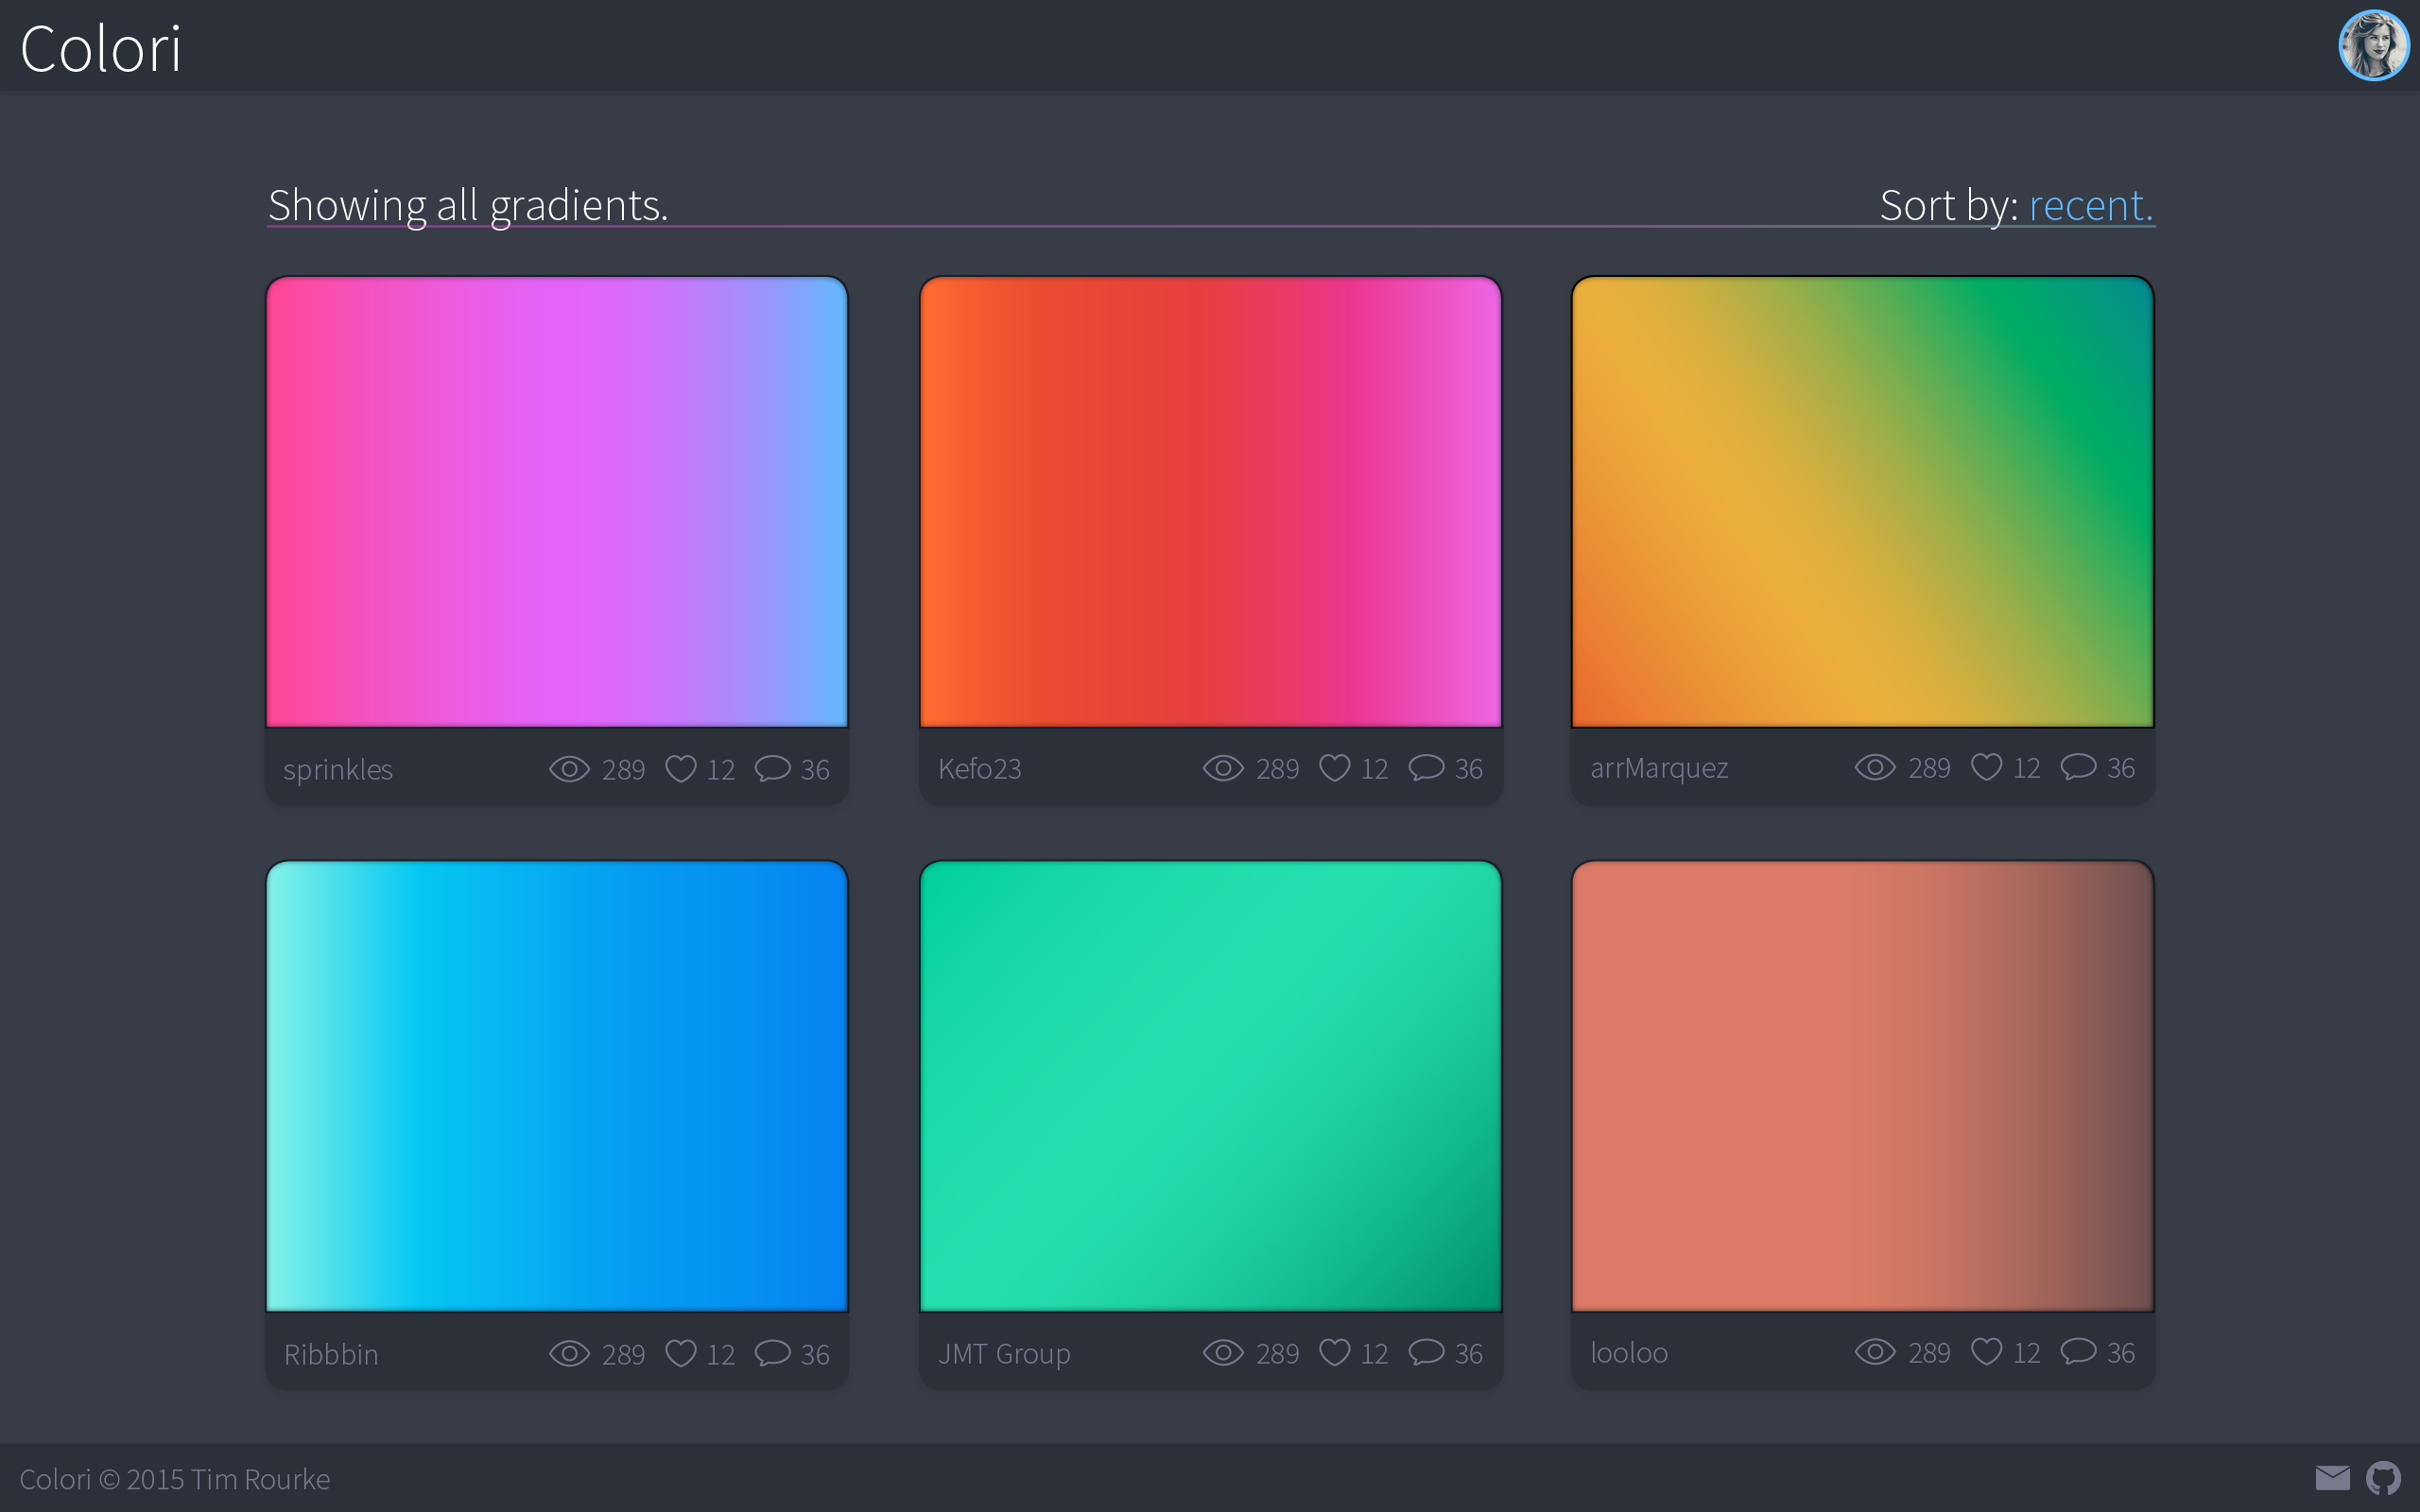 Colori
Showing all gradients.
Sort by: recent.
sprinkles 289 12 36
Kefo23 289 12 36
arrMarquez 289 12 36
Ribbbin 289 12 36
JMT Group 289 12 36
looloo 289 12 36
Colori © 2015 Tim Rourke